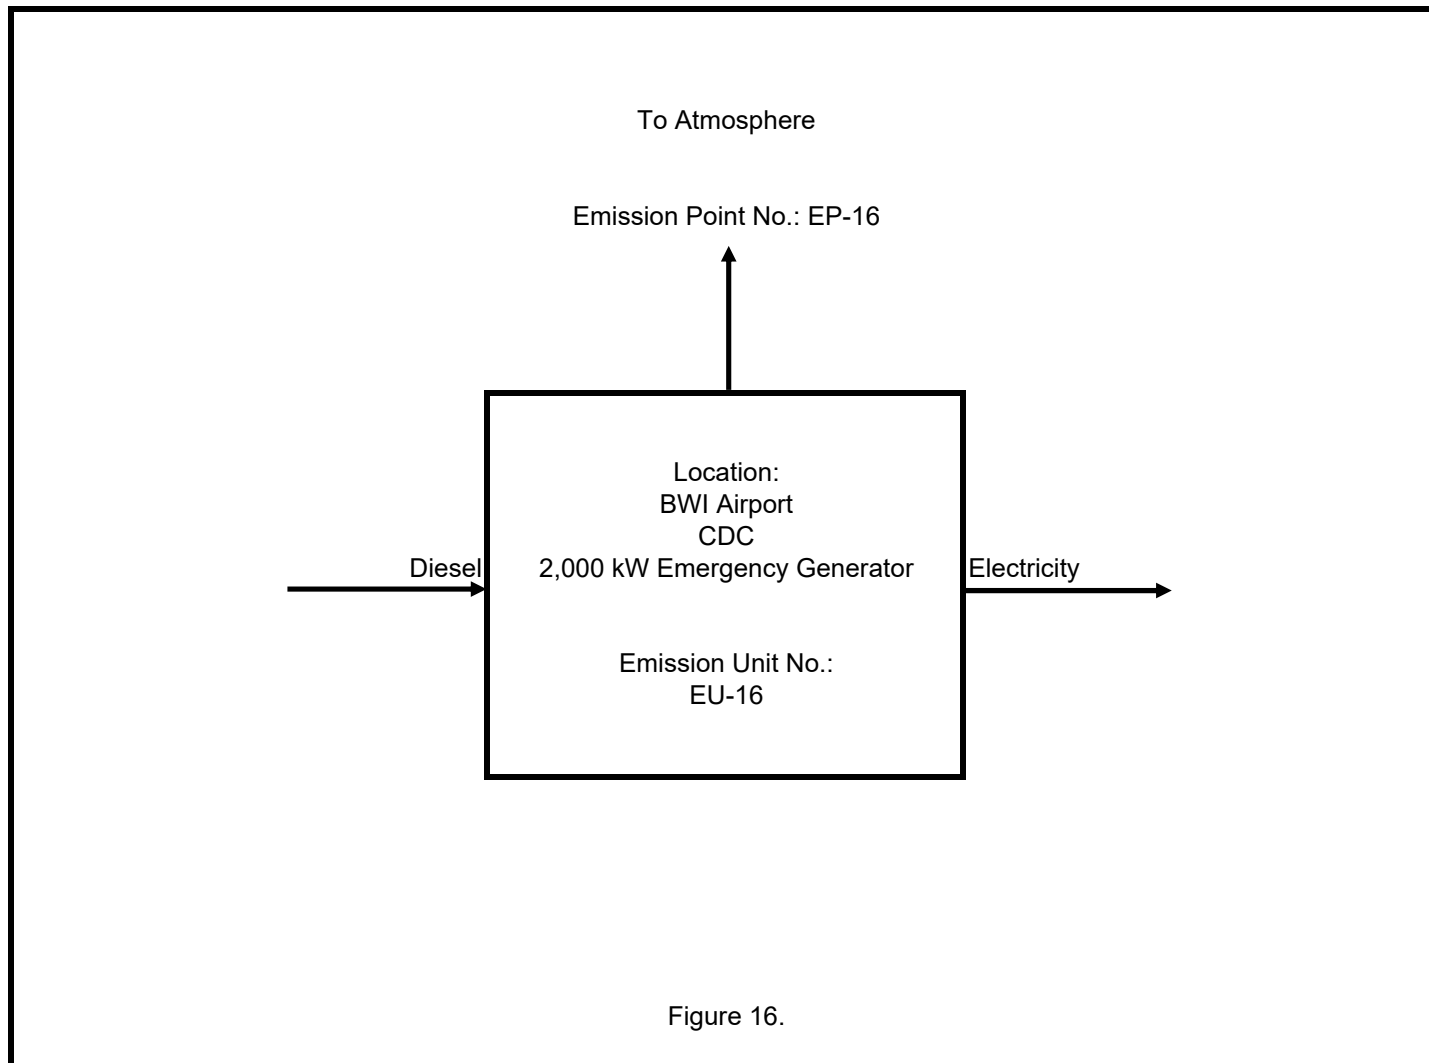 To Atmosphere
Emission Point No.: EP-16
Location:
BWI Airport
CDC
Diesel
2,000 kW Emergency Generator
Electricity
Emission Unit No.:
EU-16
Figure 16.